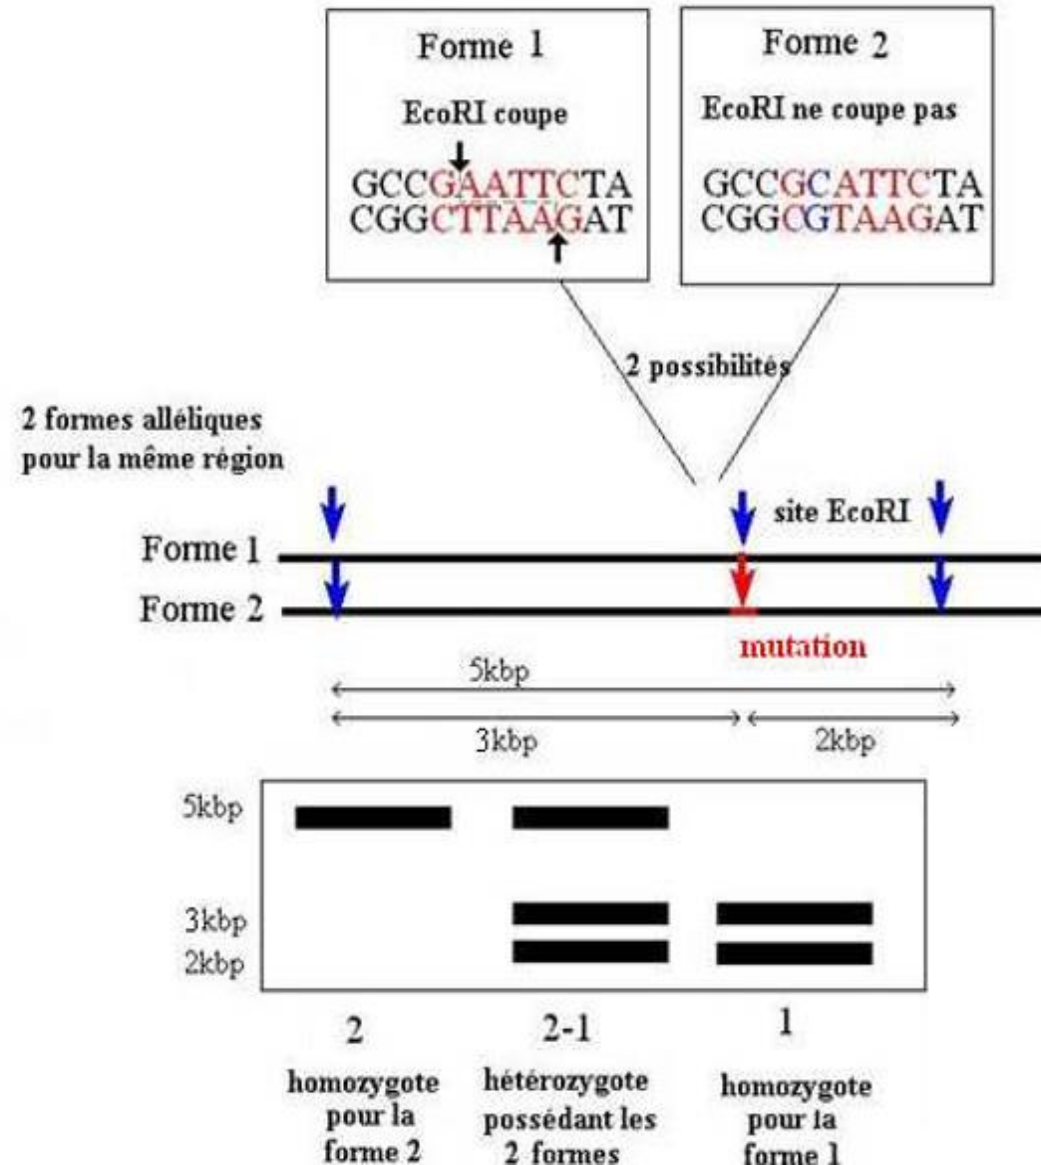 Forme 1
EcoRI coupe
GCCGAATTCTA
CGGCTTAAGAT
Forme 2
EcoRI ne coupe pas
GCCGCATTCTA
CGGCGTAAGAT
2 possibilités
2 formes alléliques
pour la même région
site EcoRI
Forme 1
Forme 2
mutation
5kbp
3kbp
2kbp
5kbp
3kbp
2kbp
2
homozygote
pour la
forme 2
2-1
hétérozygote
possédant les
2 formes
1
homozygote
pour la
forme 1